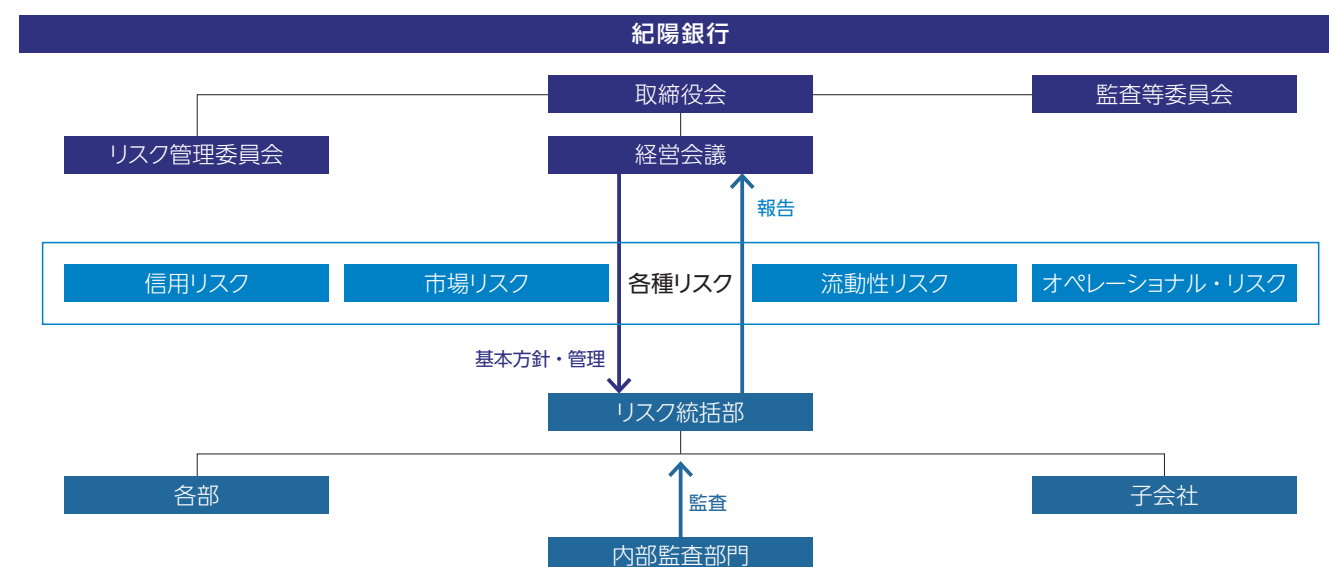 紀陽銀行
取締役会
監査等委員会
リスク管理委員会
経営会議
報告
信用リスク
市場リスク
各種リスク
流動性リスク
オペレーショナル・リスク
基本方針・管理
リスク統括部
各部
監査
子会社
内部監査部門